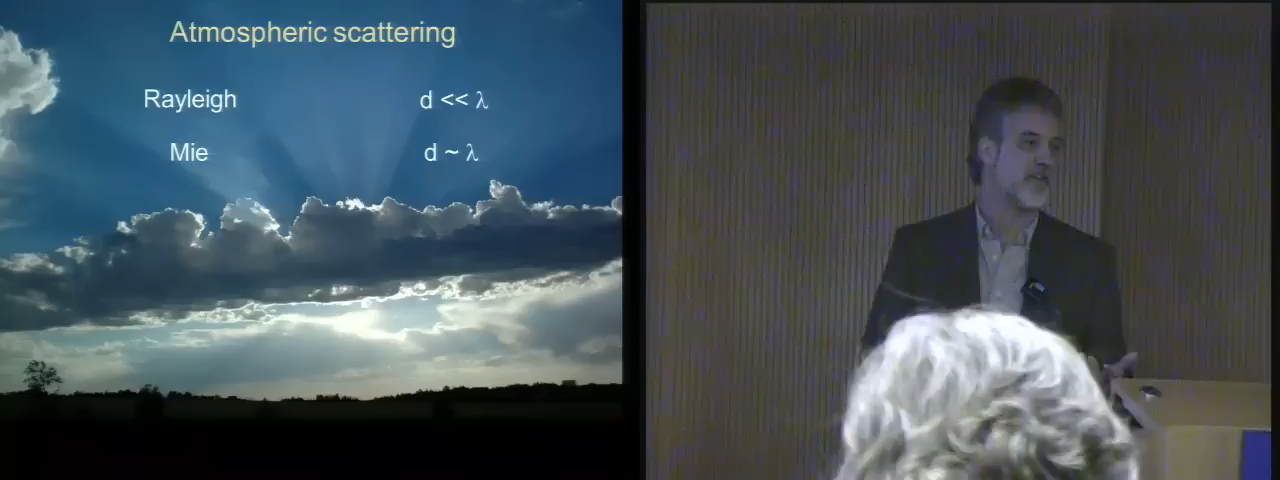 Atmospheric scattering
Rayleigh d << λ
Mie d ~ λ